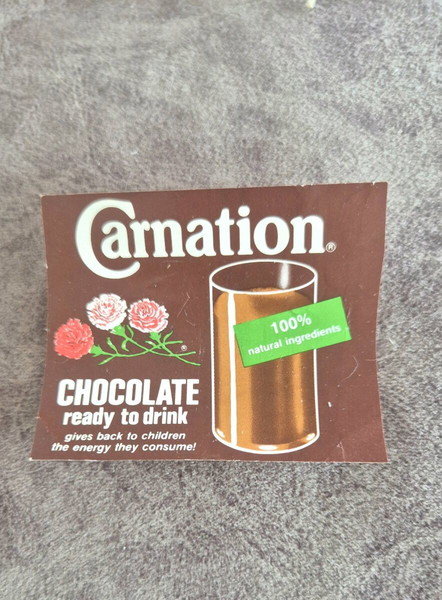 Carnation®
100%
natural ingredients
®
CHOCOLATE
ready to drink
gives back to children
the energy they consume!